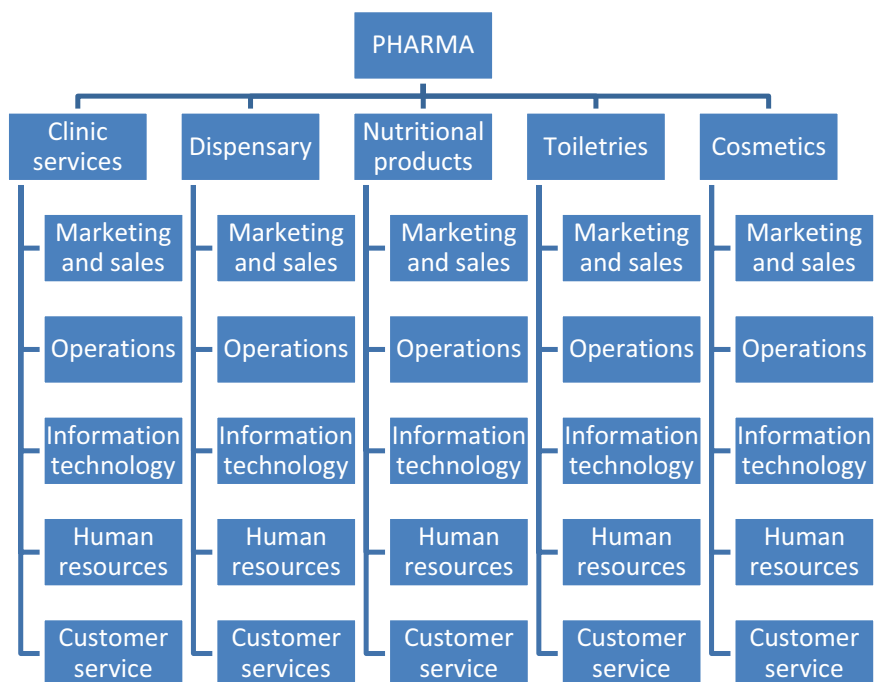 PHARMA
Clinic
services
Dispensary
Nutritional
products
Toiletries
Cosmetics
Marketing
and sales
Marketing
and sales
Marketing
and sales
Marketing
and sales
Marketing
and sales
Operations
Operations
Operations
Operations
Operations
Information
technology
Information
technology
Information
technology
Information
technology
Information
technology
Human
resources
Human
resources
Human
resources
Human
resources
Human
resources
Customer
service
Customer
services
Customer
service
Customer
service
Customer
service